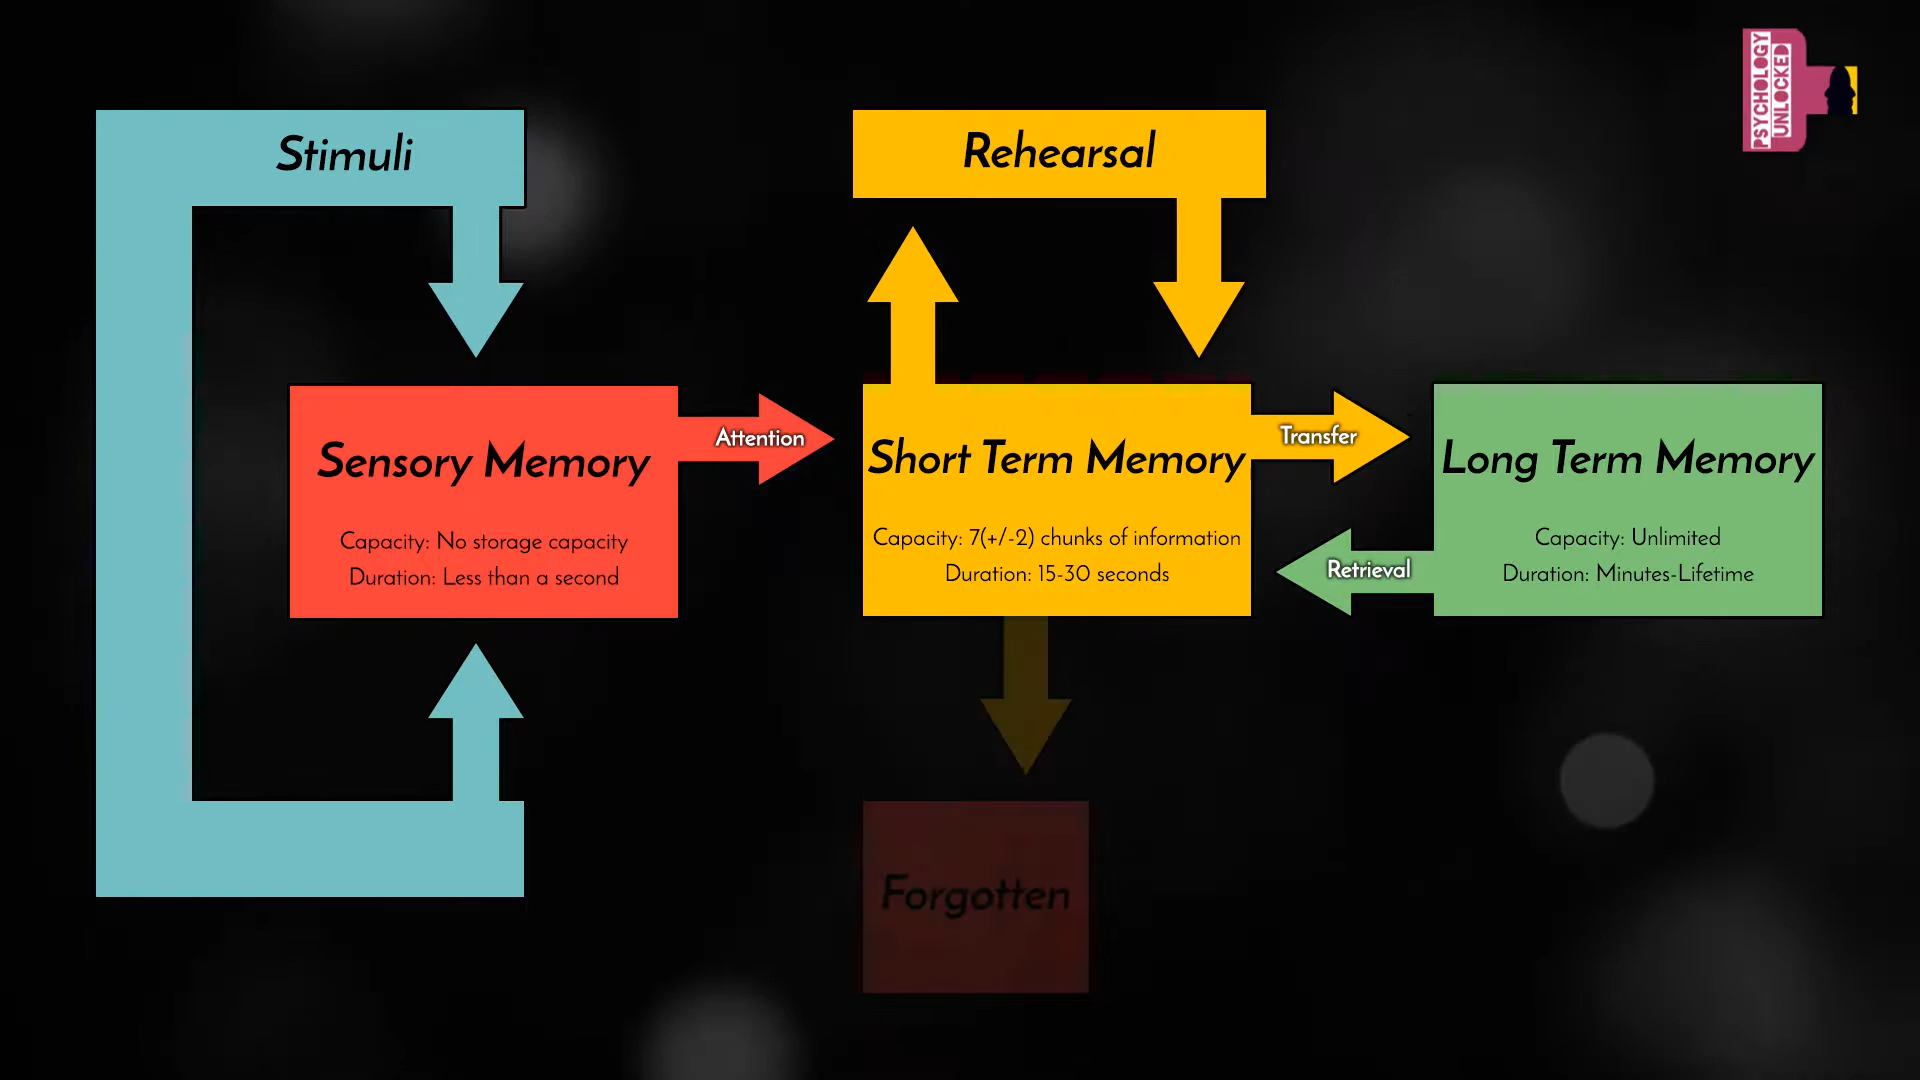 PSYCHOLOGY
UNLOCKED
Stimuli
Rehearsal
Sensory Memory
Capacity: No storage capacity
Duration: Less than a second
Attention
Short Term Memory
Capacity: 7(+/-2) chunks of information
Duration: 15-30 seconds
Transfer
Retrieval
Long Term Memory
Capacity: Unlimited
Duration: Minutes-Lifetime
Forgotten